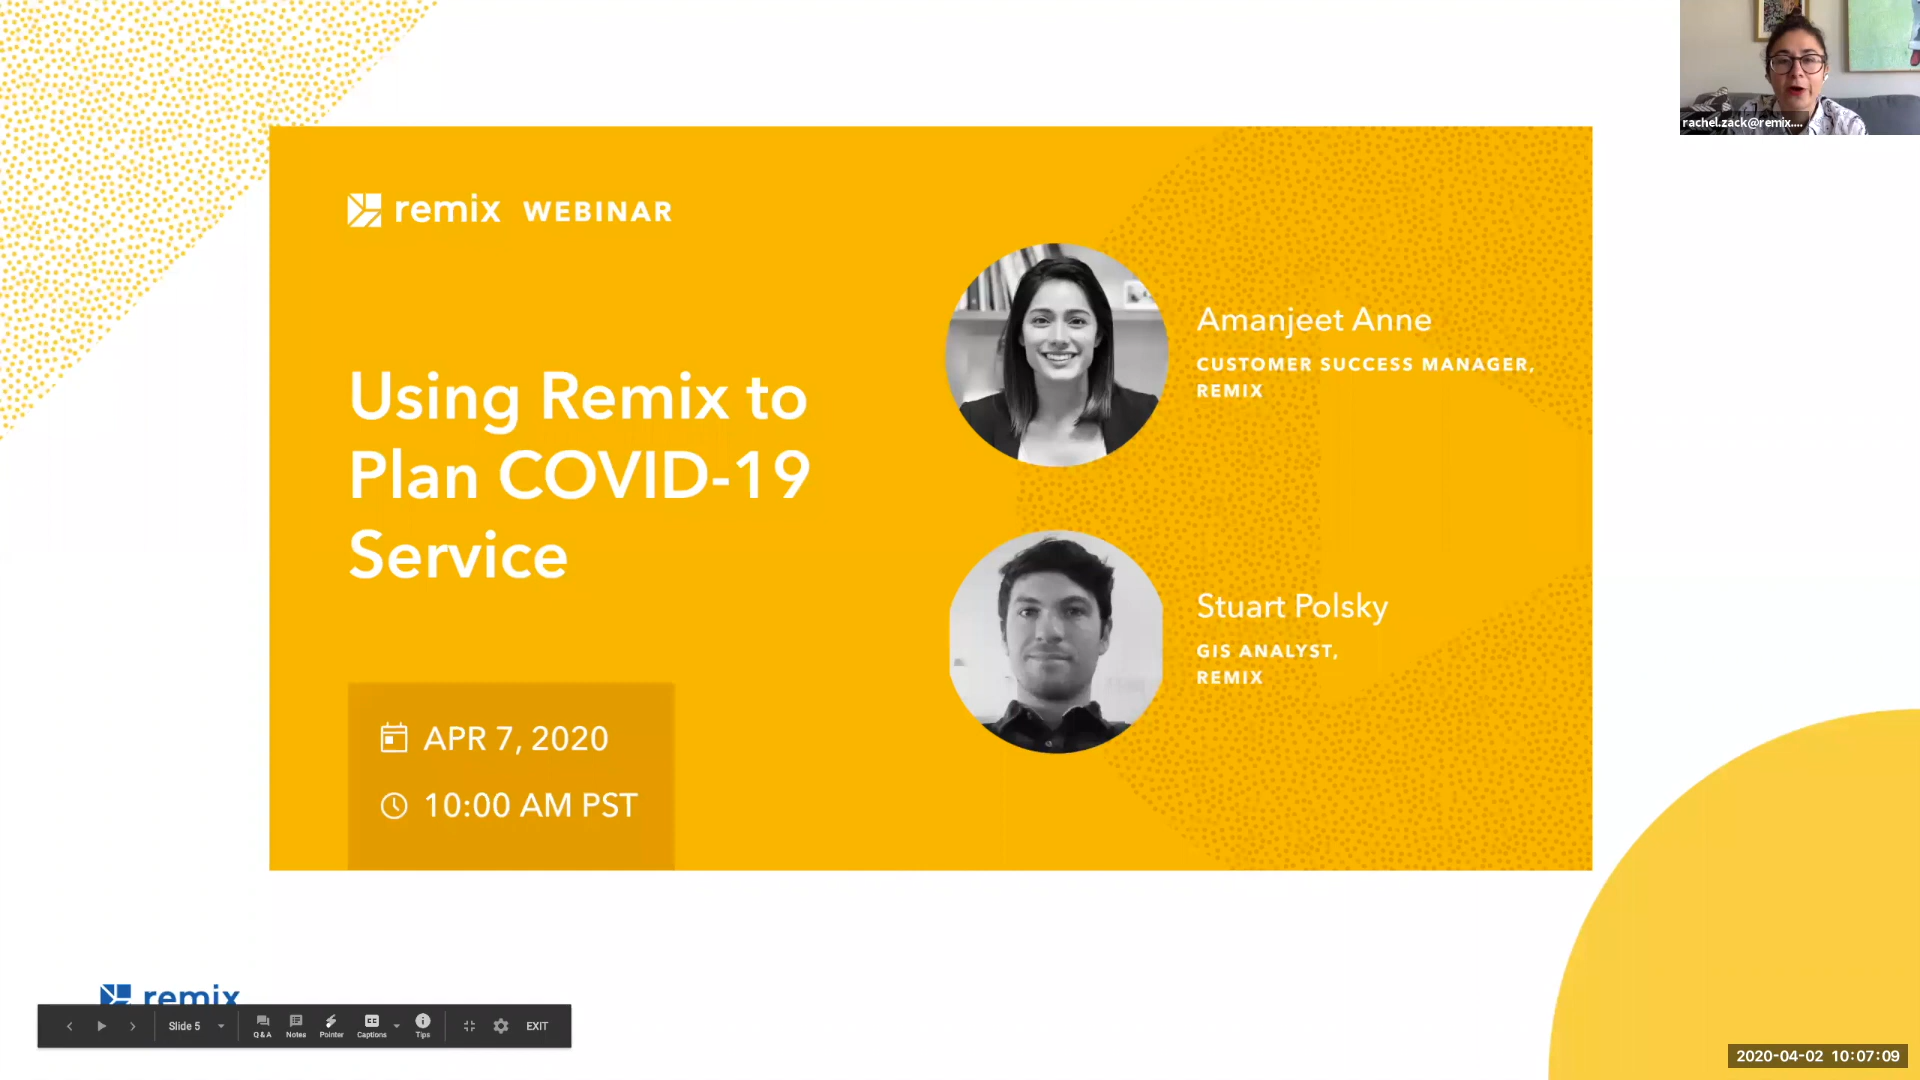 rachel.zack@remix....
remix WEBINAR
Using Remix to
Plan COVID-19
Service
APR 7, 2020
10:00 AM PST
Amanjeet Anne
CUSTOMER SUCCESS MANAGER,
REMIX
Stuart Polsky
GIS ANALYST,
REMIX
remix
Slide 5
Q&A
Notes
Pointer
Captions
Tips
EXIT
2020-04-02 10:07:09